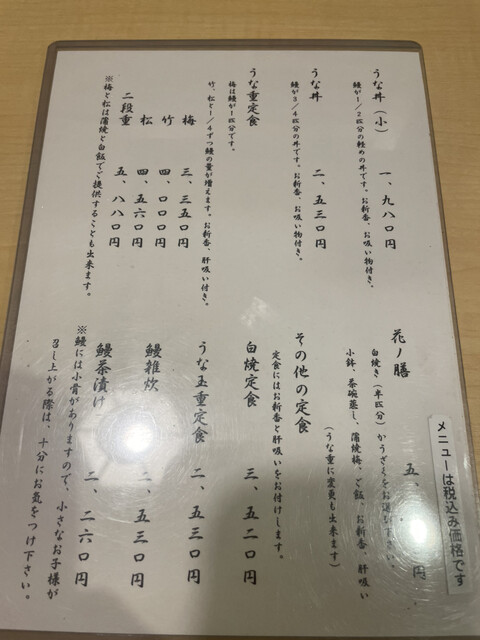 うな丼（小）
一、九八〇円
鰻が1/2匹分の軽めの丼です。お新香、お吸い物付き。
うな丼
二、五三〇円
鰻が3/4匹分の丼です。お新香、お吸い物付き。
うな重定食
梅は鰻が1匹分です。
竹、松と1/4ずつ鰻の量が増えます。お新香、肝吸い付き。
梅 三、三五〇円
竹 四、〇〇〇円
松 四、五六〇円
二段重 五、八八〇円
※梅と松は蒲焼と白飯でご提供することも出来ます。
花ノ膳
五、
円
白焼き（半匹分）かうざくをお選び下さい。
小鉢、茶碗蒸し、蒲焼梅、ご飯、お新香、肝吸い
（うな重に変更も出来ます）
その他の定食
定食にはお新香と肝吸いをお付けします。
白焼定食 三、五二〇円
うな玉重定食 二、五三〇円
鰻雑炊 二、五三〇円
鰻茶漬け 二、二六〇円
※鰻には小骨がありますので、小さなお子様が
召し上がる際は、十分にお気をつけ下さい。
メニューは税込み価格です